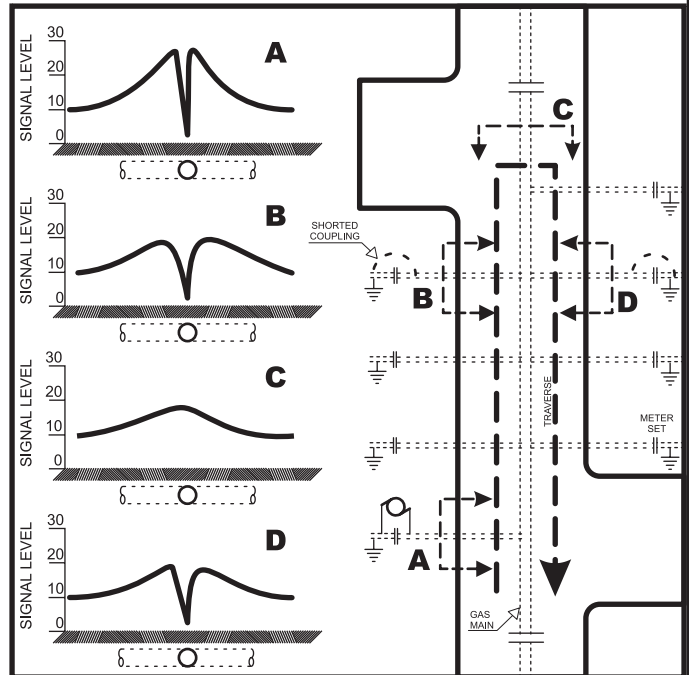 SIGNAL LEVEL
30
20
10
0
A
SIGNAL LEVEL
30
20
10
0
B
SIGNAL LEVEL
30
20
10
0
C
SIGNAL LEVEL
30
20
10
0
D
C
SHORTED
COUPLING
B
D
TRAVERSE
METER
SET
A
GAS
MAIN